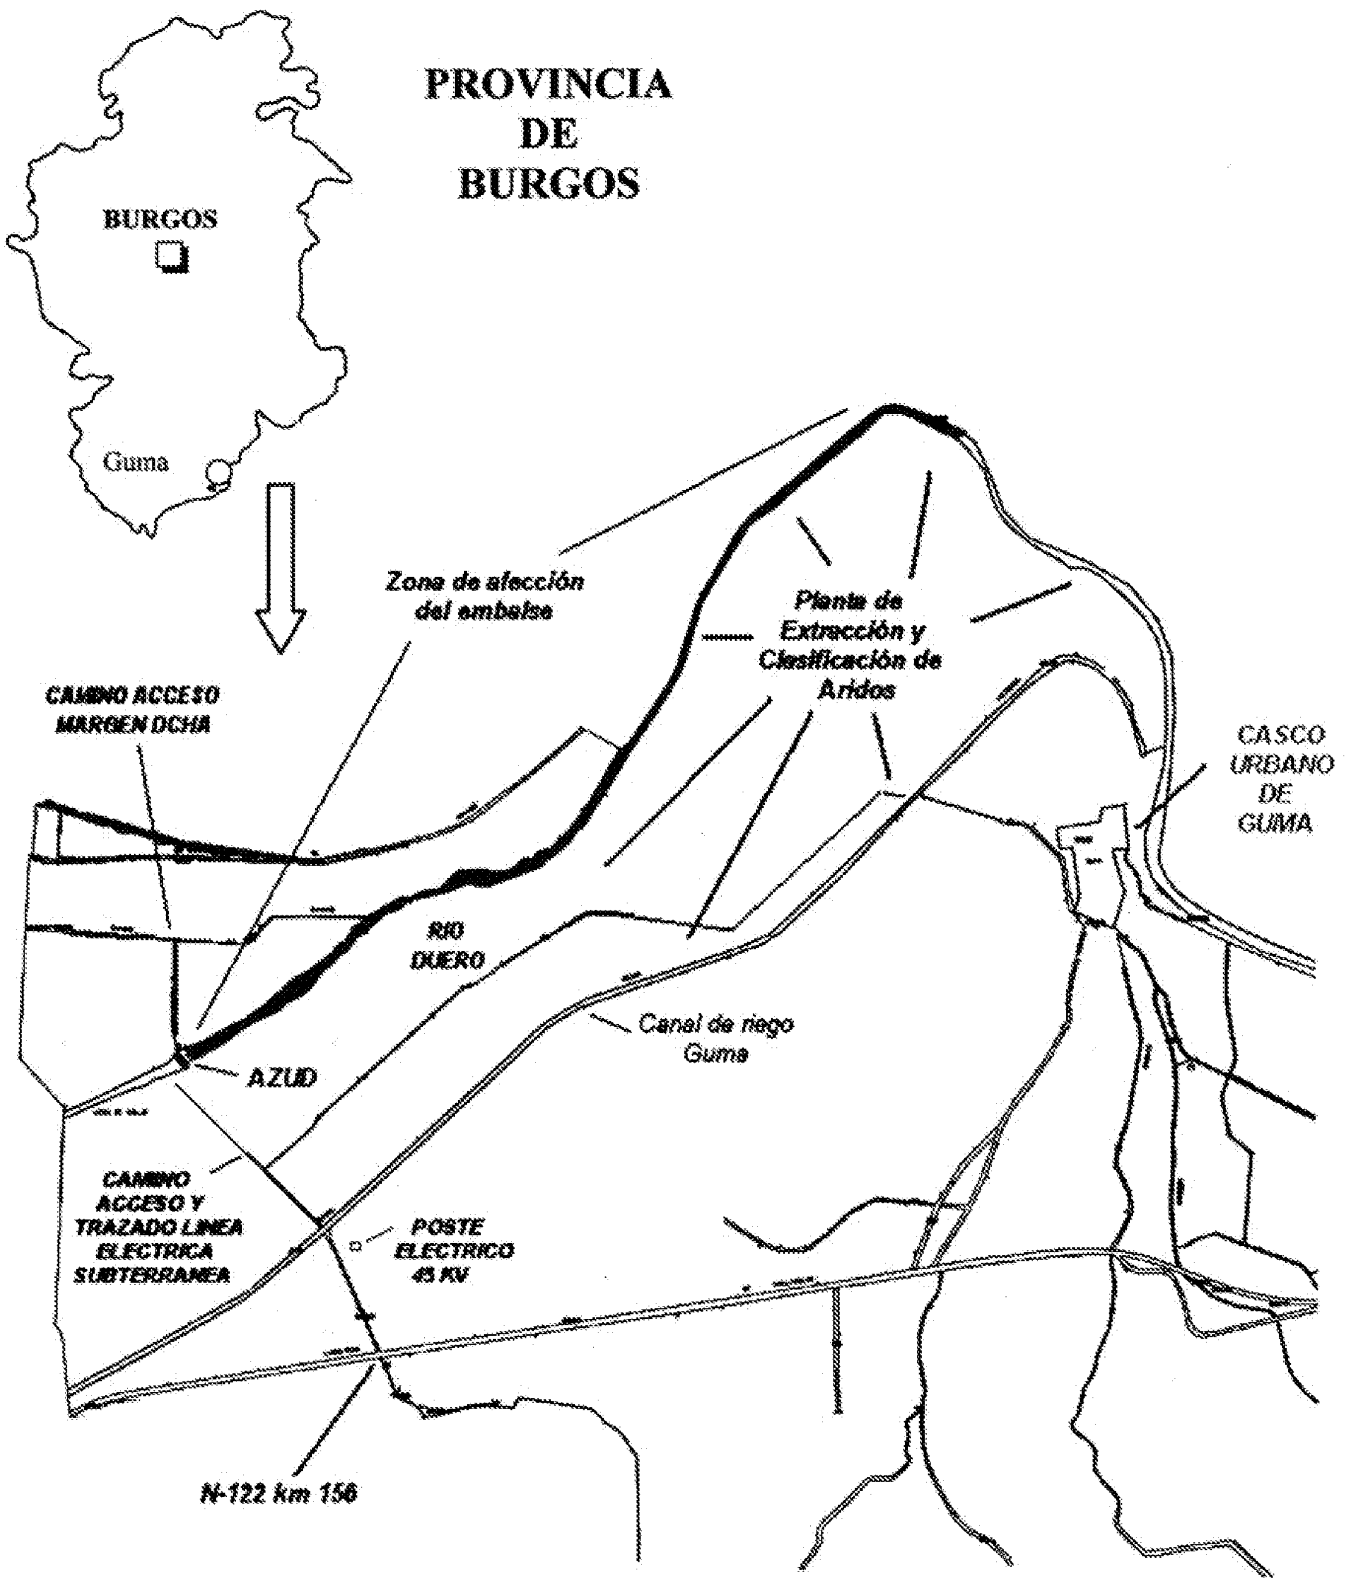 PROVINCIA
DE
BURGOS
BURGOS
Guma
Zona de afección
del embalse
Planta de
Extracción y
Clasificación de
Aridos
CAMINO ACCESO
MARGEN DCHA
CASCO
URBANO
DE
GUMA
RIO
DUERO
Canal de riego
Guma
AZUD
CAMINO
ACCESO Y
TRAZADO LINEA
ELECTRICA
SUBTERRANEA
POSTE
ELECTRICO
45 KV
N-122 km 156